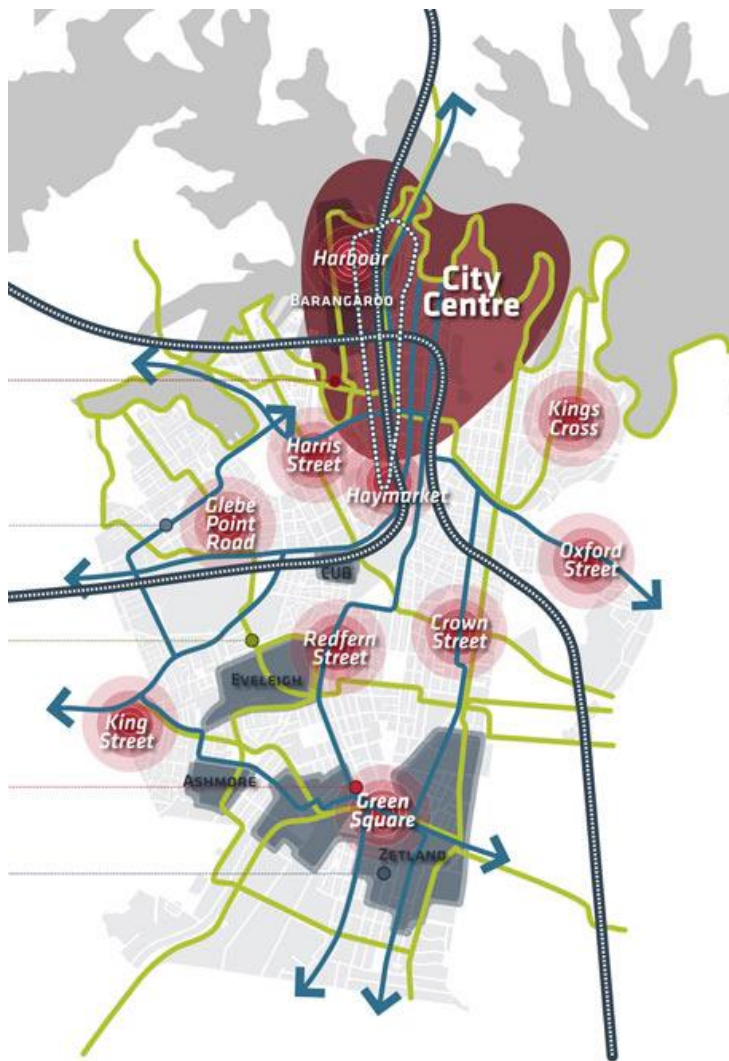 Harbour
BARANGAROO
City
Centre
Kings
Cross
Harris
Street
Haymarket
Glebe
Point
Road
Oxford
Street
CUB
Redfern
Street
Crown
Street
EVELEIGH
King
Street
ASHMORE
Green
Square
ZETLAND